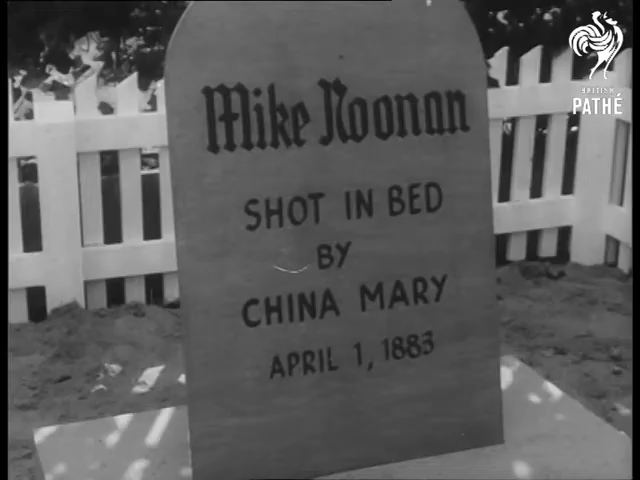 BRITISH
PATHÉ
Mike Noonan
SHOT IN BED
BY
CHINA MARY
APRIL 1, 1883